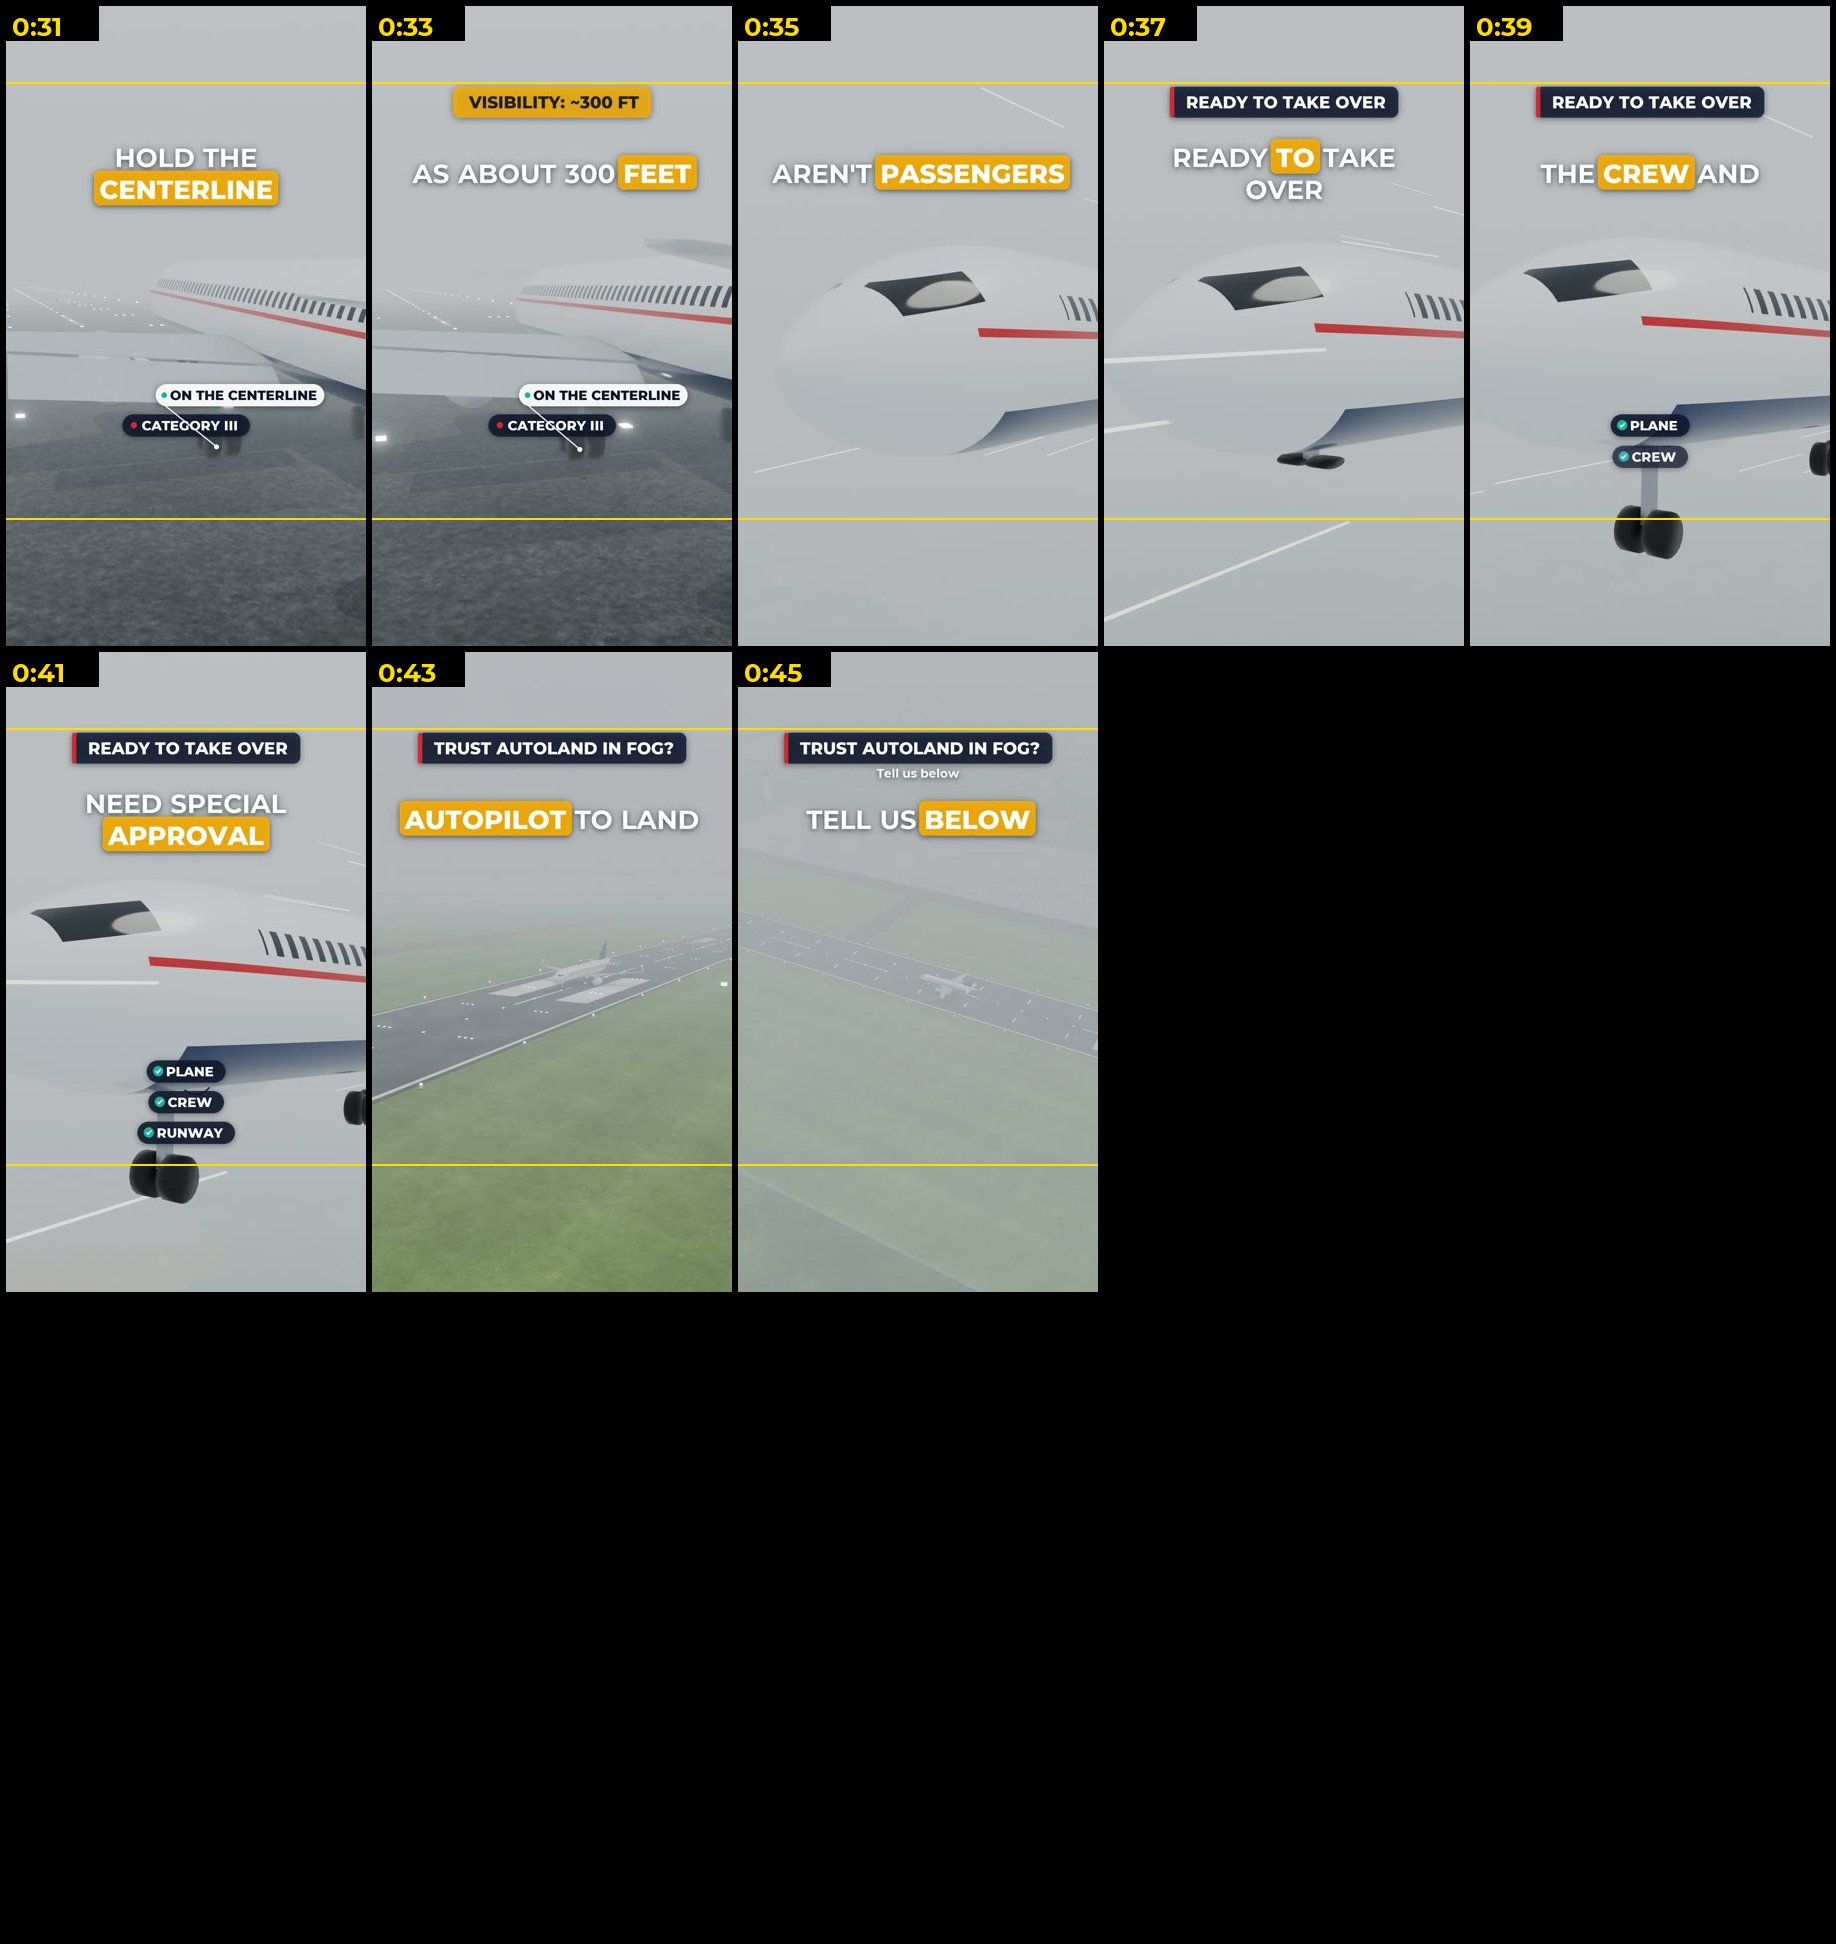 0:31
HOLD THE
CENTERLINE
ON THE CENTERLINE
CATEGORY III
0:33
VISIBILITY: ~300 FT
AS ABOUT 300 FEET
ON THE CENTERLINE
CATEGORY III
0:35
AREN'T PASSENGERS
0:37
READY TO TAKE OVER
READY TO TAKE
OVER
0:39
READY TO TAKE OVER
THE CREW AND
PLANE
CREW
0:41
READY TO TAKE OVER
NEED SPECIAL
APPROVAL
PLANE
CREW
RUNWAY
0:43
TRUST AUTOLAND IN FOG?
AUTOPILOT TO LAND
0:45
TRUST AUTOLAND IN FOG?
Tell us below
TELL US BELOW